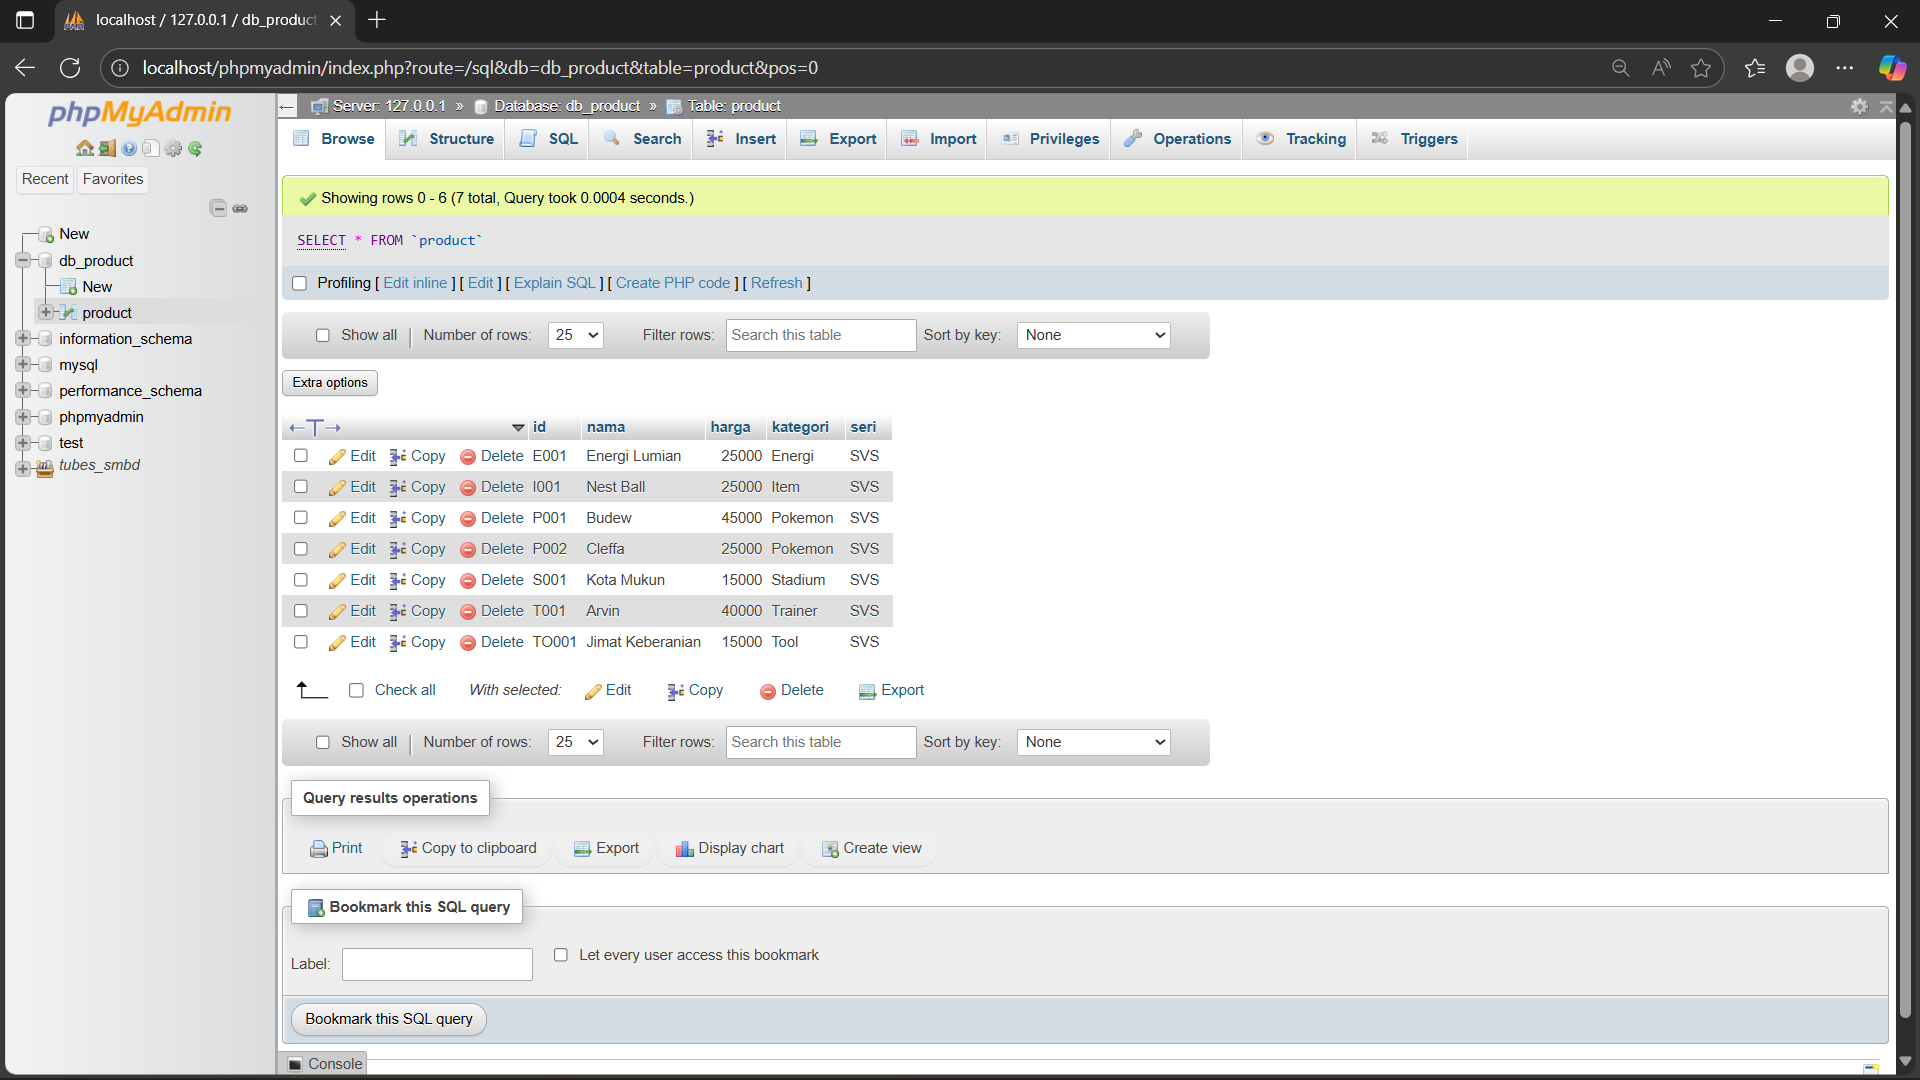 localhost / 127.0.0.1 / db_product
localhost/phpmyadmin/index.php?route=/sql&db=db_product&table=product&pos=0
phpMyAdmin
Recent Favorites
New
db_product
New
product
information_schema
mysql
performance_schema
phpmyadmin
test
tubes_smbd
Server: 127.0.0.1 » Database: db_product » Table: product
Browse Structure SQL Search Insert Export Import Privileges Operations Tracking Triggers
Showing rows 0 - 6 (7 total, Query took 0.0004 seconds.)
SELECT * FROM `product`
Profiling [ Edit inline ] [ Edit ] [ Explain SQL ] [ Create PHP code ] [ Refresh ]
Show all | Number of rows: 25 Filter rows: Search this table Sort by key: None
Extra options
←T→ id nama harga kategori seri
Edit Copy Delete E001 Energi Lumian 25000 Energi SVS
Edit Copy Delete I001 Nest Ball 25000 Item SVS
Edit Copy Delete P001 Budew 45000 Pokemon SVS
Edit Copy Delete P002 Cleffa 25000 Pokemon SVS
Edit Copy Delete S001 Kota Mukun 15000 Stadium SVS
Edit Copy Delete T001 Arvin 40000 Trainer SVS
Edit Copy Delete TO001 Jimat Keberanian 15000 Tool SVS
Check all With selected: Edit Copy Delete Export
Show all | Number of rows: 25 Filter rows: Search this table Sort by key: None
Query results operations
Print Copy to clipboard Export Display chart Create view
Bookmark this SQL query
Label: Let every user access this bookmark
Bookmark this SQL query
Console